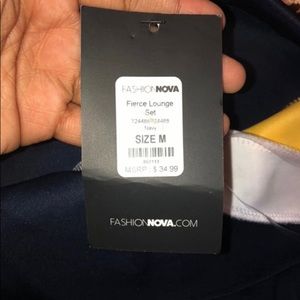 FASHIONNOVA
Fierce Lounge
Set
Navy
SIZE M
MSRP : $ 34.99
FASHIONNOVA.COM